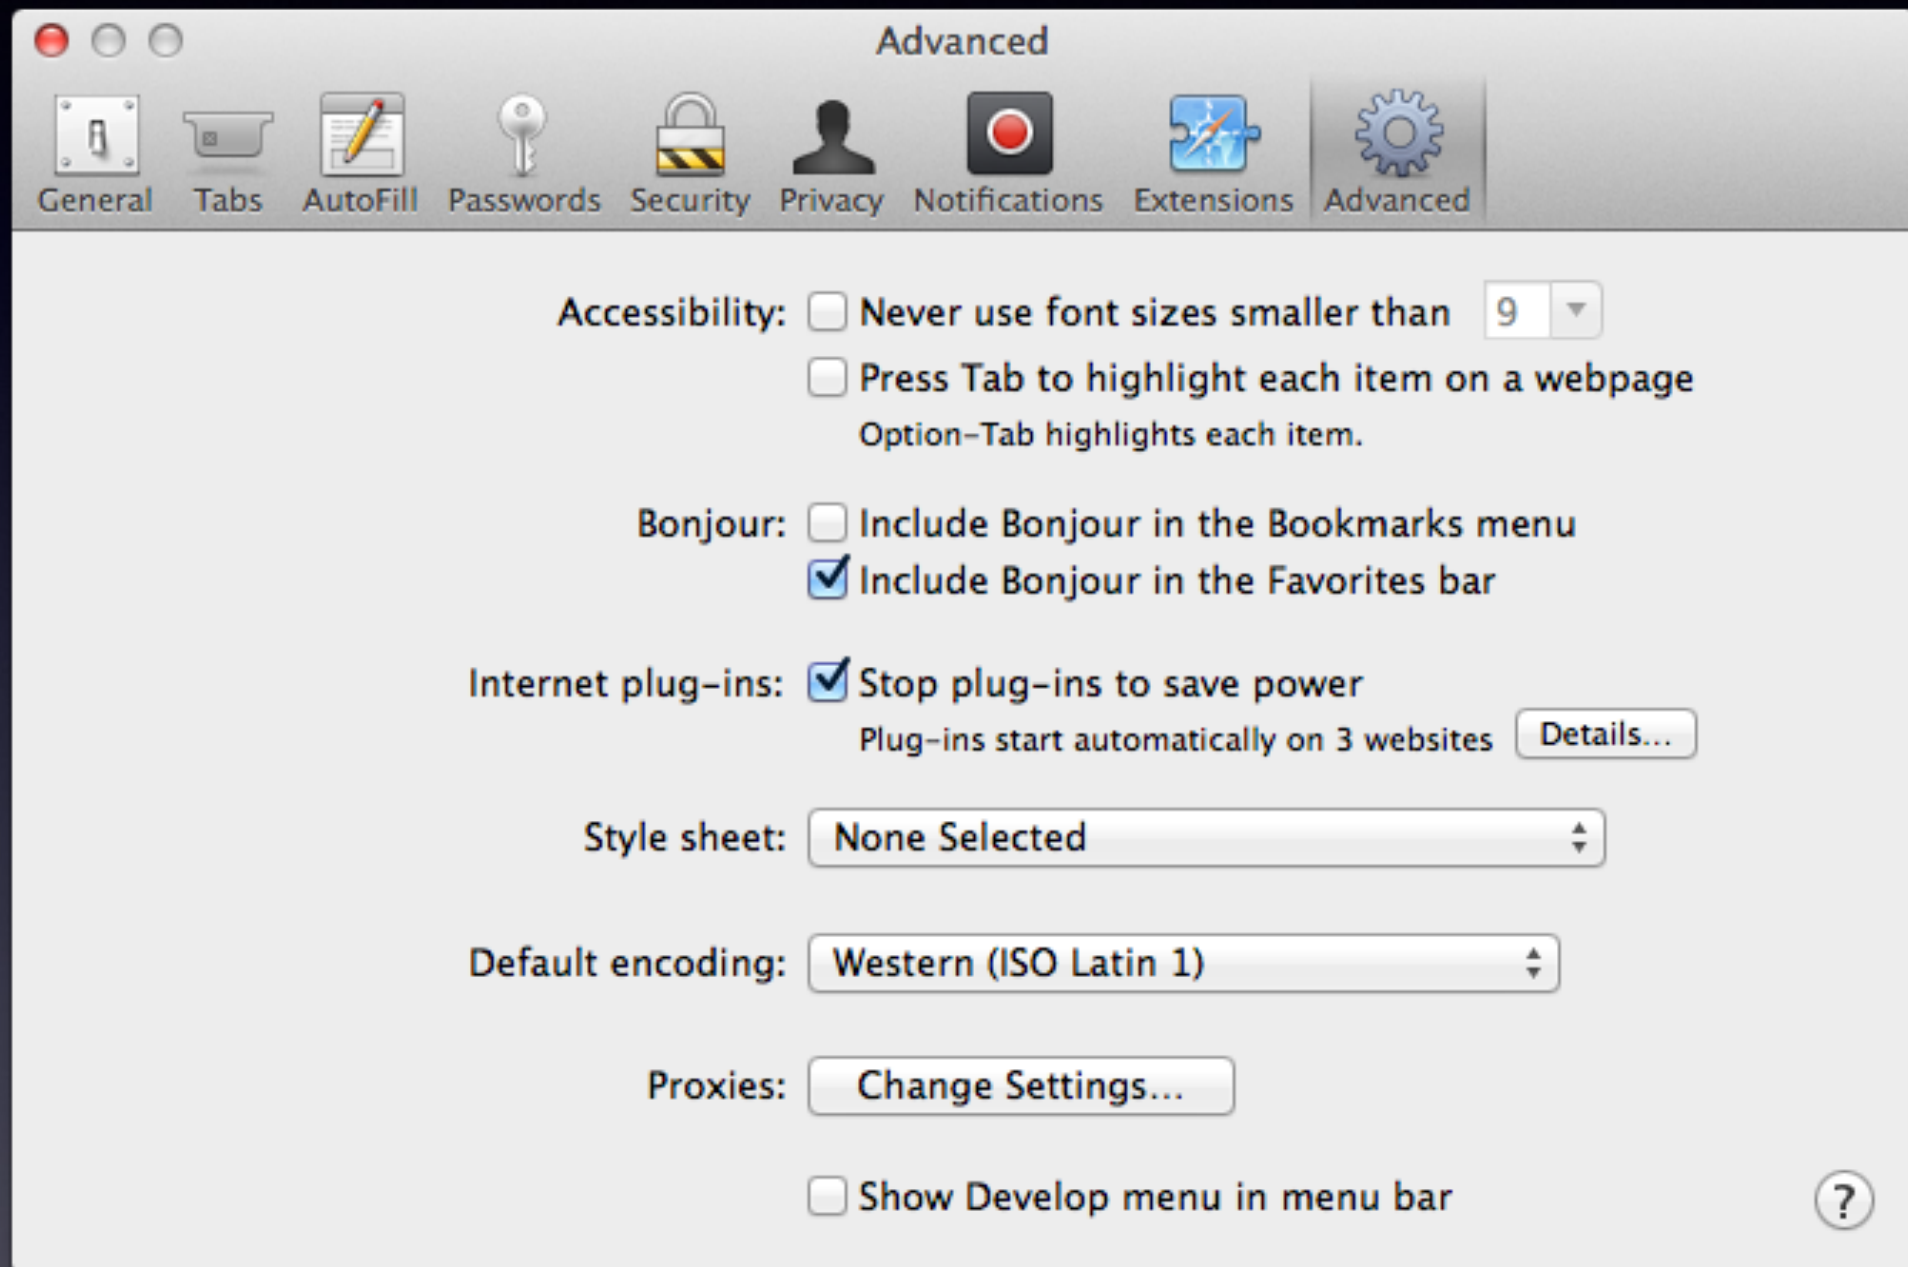 Advanced
General Tabs AutoFill Passwords Security Privacy Notifications Extensions Advanced
Accessibility: Never use font sizes smaller than 9
Press Tab to highlight each item on a webpage
Option-Tab highlights each item.
Bonjour: Include Bonjour in the Bookmarks menu
Include Bonjour in the Favorites bar
Internet plug-ins: Stop plug-ins to save power
Plug-ins start automatically on 3 websites Details...
Style sheet: None Selected
Default encoding: Western (ISO Latin 1)
Proxies: Change Settings...
Show Develop menu in menu bar
?